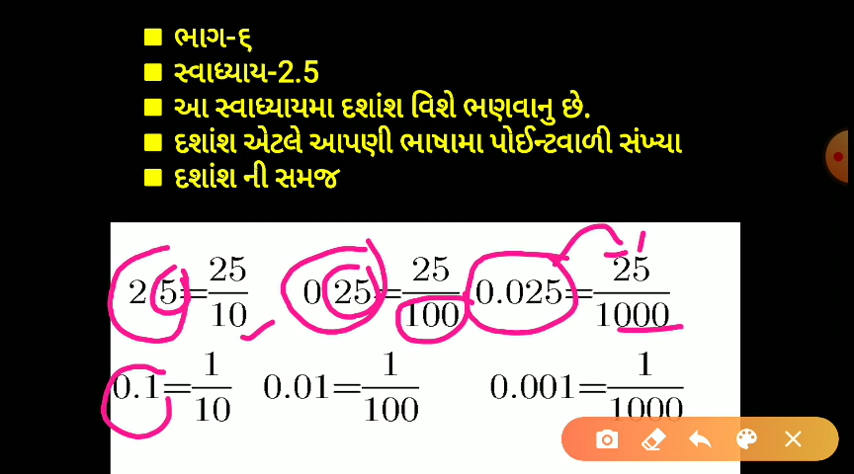 ભાગ-૬
સ્વાધ્યાય-2.5
આ સ્વાધ્યાયમા દશાંશ વિશે ભણવાનુ છે.
દશાંશ એટલે આપણી ભાષામા પોઈન્ટવાળી સંખ્યા
દશાંશ ની સમજ
2.5=25/10 0.25=25/100 0.025=25/1000
0.1=1/10 0.01=1/100 0.001=1/1000